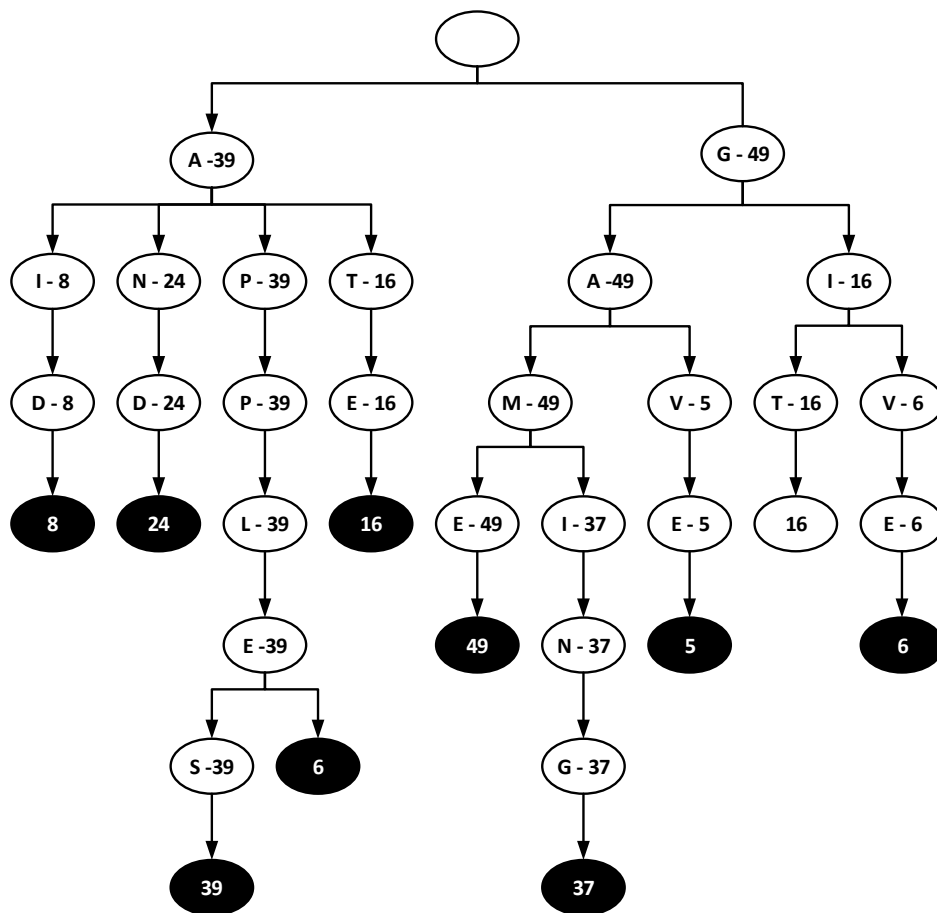 A -39
G - 49
I - 8
N - 24
P - 39
T - 16
A -49
I - 16
D - 8
D - 24
P - 39
E - 16
M - 49
V - 5
T - 16
V - 6
8
24
L - 39
16
E - 49
I - 37
E - 5
16
E - 6
E -39
49
N - 37
5
6
S -39
6
G - 37
39
37